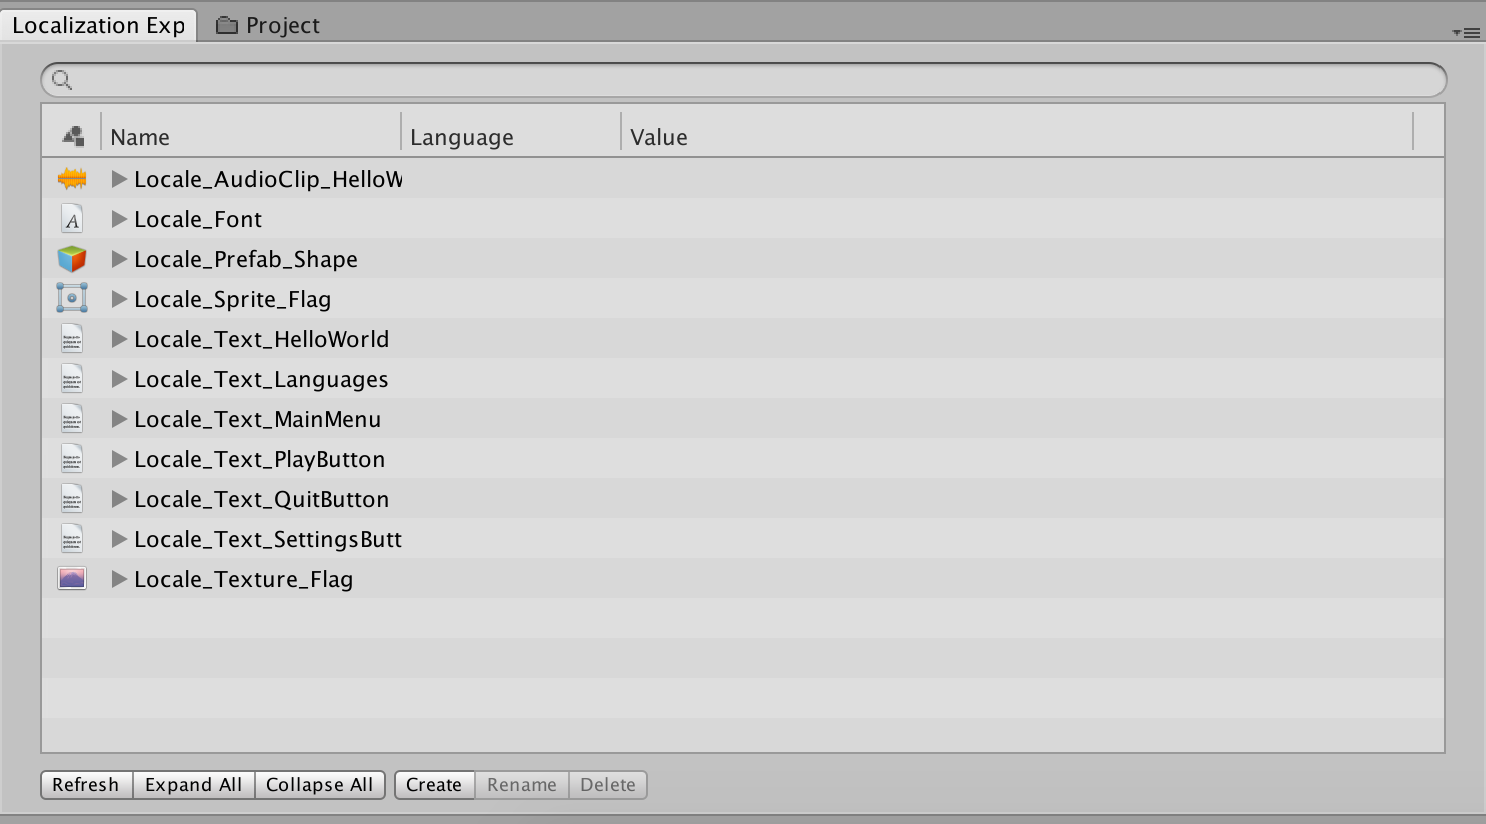 Localization Exp
Project
Name
Language
Value
Locale_AudioClip_HelloW
Locale_Font
Locale_Prefab_Shape
Locale_Sprite_Flag
Locale_Text_HelloWorld
Locale_Text_Languages
Locale_Text_MainMenu
Locale_Text_PlayButton
Locale_Text_QuitButton
Locale_Text_SettingsButt
Locale_Texture_Flag
Refresh
Expand All
Collapse All
Create
Rename
Delete